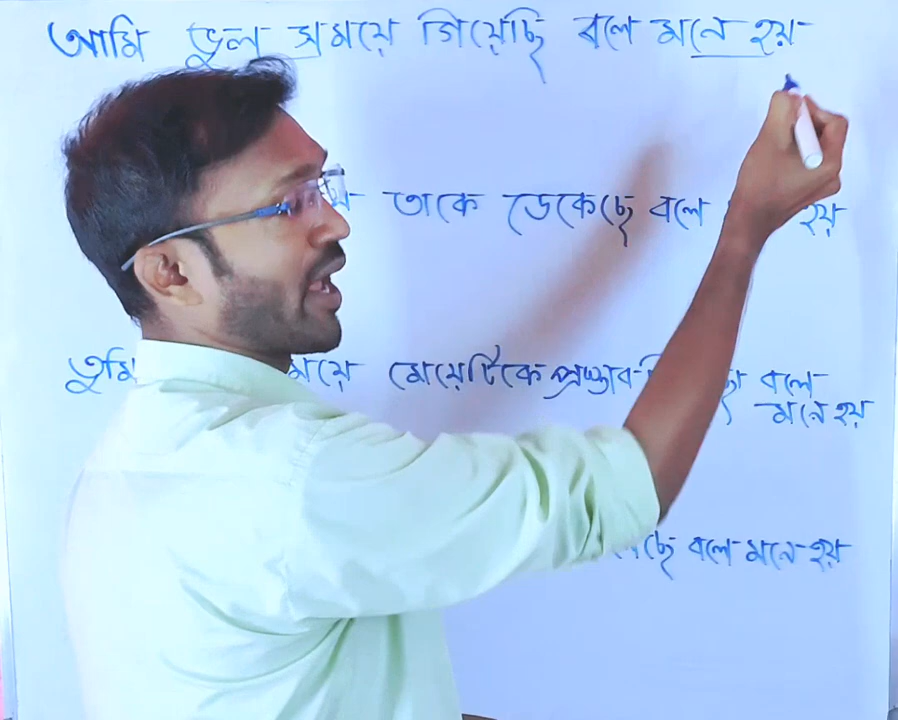 আমি ভুল সময়ে গিয়েছি বলে মনে হয়
তাকে ডেকেছে বলে হয়
তুমি ময়ে মেয়েটিকে প্রস্তাব বলে
মনে হয়
বলে মনে হয়